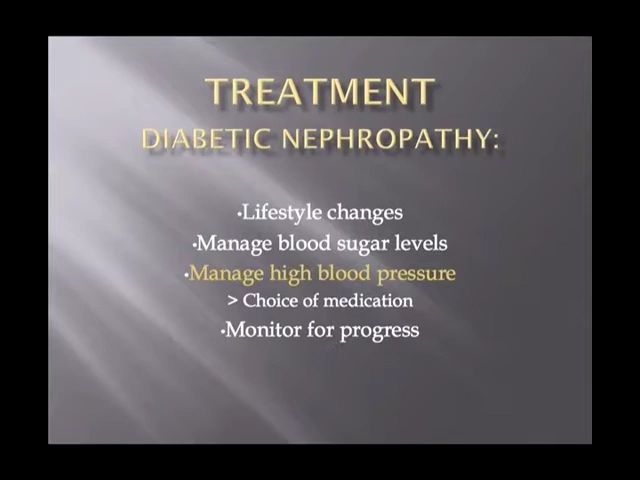 TREATMENT
DIABETIC NEPHROPATHY:
•Lifestyle changes
•Manage blood sugar levels
•Manage high blood pressure
> Choice of medication
•Monitor for progress